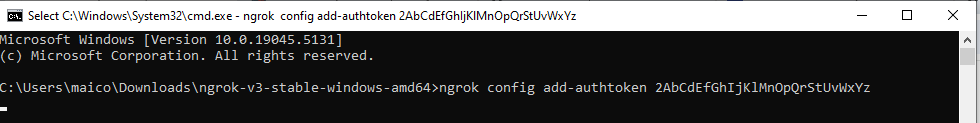 Select C:\Windows\System32\cmd.exe - ngrok  config add-authtoken 2AbCdEfGhIjKlMnOpQrStUvWxYz
Microsoft Windows [Version 10.0.19045.5131]
(c) Microsoft Corporation. All rights reserved.
C:\Users\maico\Downloads\ngrok-v3-stable-windows-amd64>ngrok config add-authtoken 2AbCdEfGhIjKlMnOpQrStUvWxYz